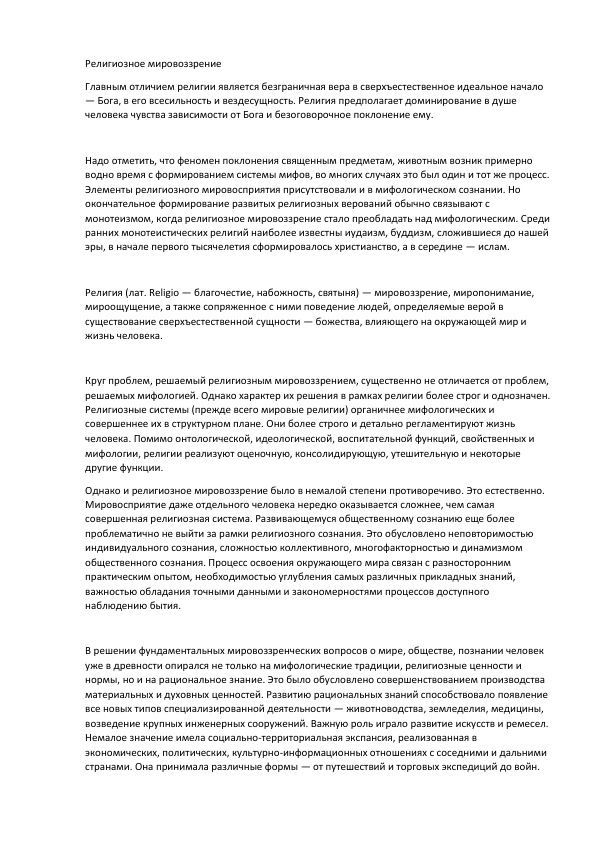 Религиозное мировоззрение
Главным отличием религии является безграничная вера в сверхъестественное идеальное начало
— Бога, в его всесильность и вездесущность. Религия предполагает доминирование в душе
человека чувства зависимости от Бога и безоговорочное поклонение ему.
Надо отметить, что феномен поклонения священным предметам, животным возник примерно
водно время с формированием системы мифов, во многих случаях это был один и тот же процесс.
Элементы религиозного мировосприятия присутствовали и в мифологическом сознании. Но
окончательное формирование развитых религиозных верований обычно связывают с
монотеизмом, когда религиозное мировоззрение стало преобладать над мифологическим. Среди
ранних монотеистических религий наиболее известны иудаизм, буддизм, сложившиеся до нашей
эры, в начале первого тысячелетия сформировалось христианство, а в середине — ислам.
Религия (лат. Religio — благочестие, набожность, святыня) — мировоззрение, миропонимание,
мироощущение, а также сопряженное с ними поведение людей, определяемые верой в
существование сверхъестественной сущности — божества, влияющего на окружающей мир и
жизнь человека.
Круг проблем, решаемый религиозным мировоззрением, существенно не отличается от проблем,
решаемых мифологией. Однако характер их решения в рамках религии более строг и однозначен.
Религиозные системы (прежде всего мировые религии) органичнее мифологических и
совершеннее их в структурном плане. Они более строго и детально регламентируют жизнь
человека. Помимо онтологической, идеологической, воспитательной функций, свойственных и
мифологии, религии реализуют оценочную, консолидирующую, утешительную и некоторые
другие функции.
Однако и религиозное мировоззрение было в немалой степени противоречиво. Это естественно.
Мировосприятие даже отдельного человека нередко оказывается сложнее, чем самая
совершенная религиозная система. Развивающемуся общественному сознанию еще более
проблематично не выйти за рамки религиозного сознания. Это обусловлено неповторимостью
индивидуального сознания, сложностью коллективного, многофакторностью и динамизмом
общественного сознания. Процесс освоения окружающего мира связан с разносторонним
практическим опытом, необходимостью углубления самых различных прикладных знаний,
важностью обладания точными данными и закономерностями процессов доступного
наблюдению бытия.
В решении фундаментальных мировоззренческих вопросов о мире, обществе, познании человек
уже в древности опирался не только на мифологические традиции, религиозные ценности и
нормы, но и на рациональное знание. Это было обусловлено совершенствованием производства
материальных и духовных ценностей. Развитию рациональных знаний способствовало появление
все новых типов специализированной деятельности — животноводства, земледелия, медицины,
возведение крупных инженерных сооружений. Важную роль играло развитие искусств и ремесел.
Немалое значение имела социально-территориальная экспансия, реализованная в
экономических, политических, культурно-информационных отношениях с соседними и дальними
странами. Она принимала различные формы — от путешествий и торговых экспедиций до войн.